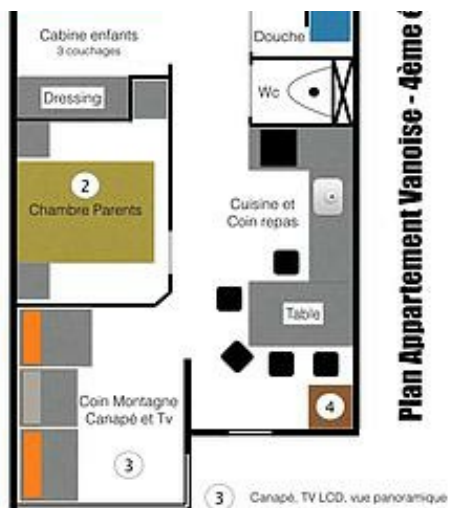 Cabine enfants
3 couchages
Douche
Dressing
Wc
2
Chambre Parents
Cuisine et
Coin repas
Table
Coin Montagne
Canapé et Tv
4
3
3 Canapé, TV LCD, vue panoramique
Plan Appartement Vanoise - 4ème